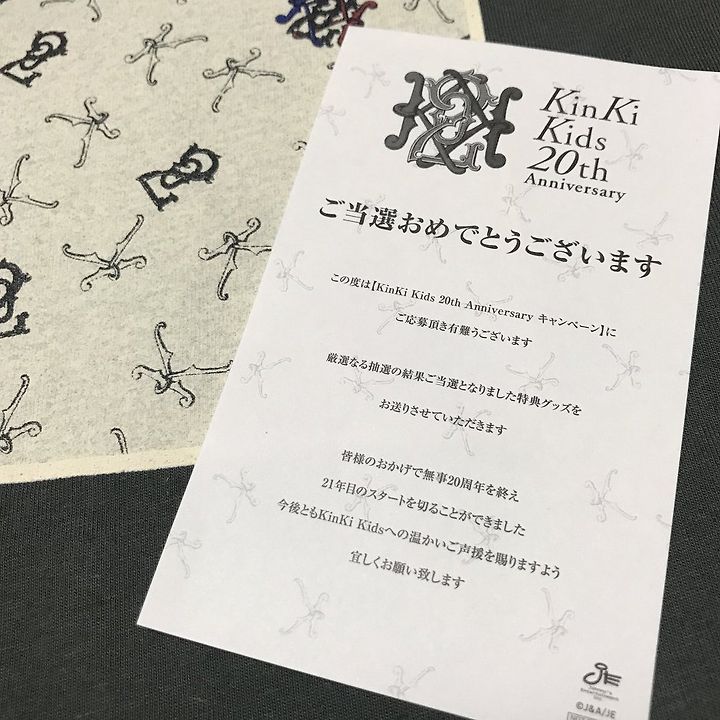 KinKi
Kids
20th
Anniversary
ご当選おめでとうございます
この度は【KinKi Kids 20th Anniversary キャンペーン】に
ご応募頂き有難うございます
厳選なる抽選の結果ご当選となりました特典グッズを
お送りさせていただきます
皆様のおかげで無事20周年を終え
21年目のスタートを切ることができました
今後ともKinKi Kidsへの温かいご声援を賜りますよう
宜しくお願い致します
Johnny's
Entertainment
©J&A/JE